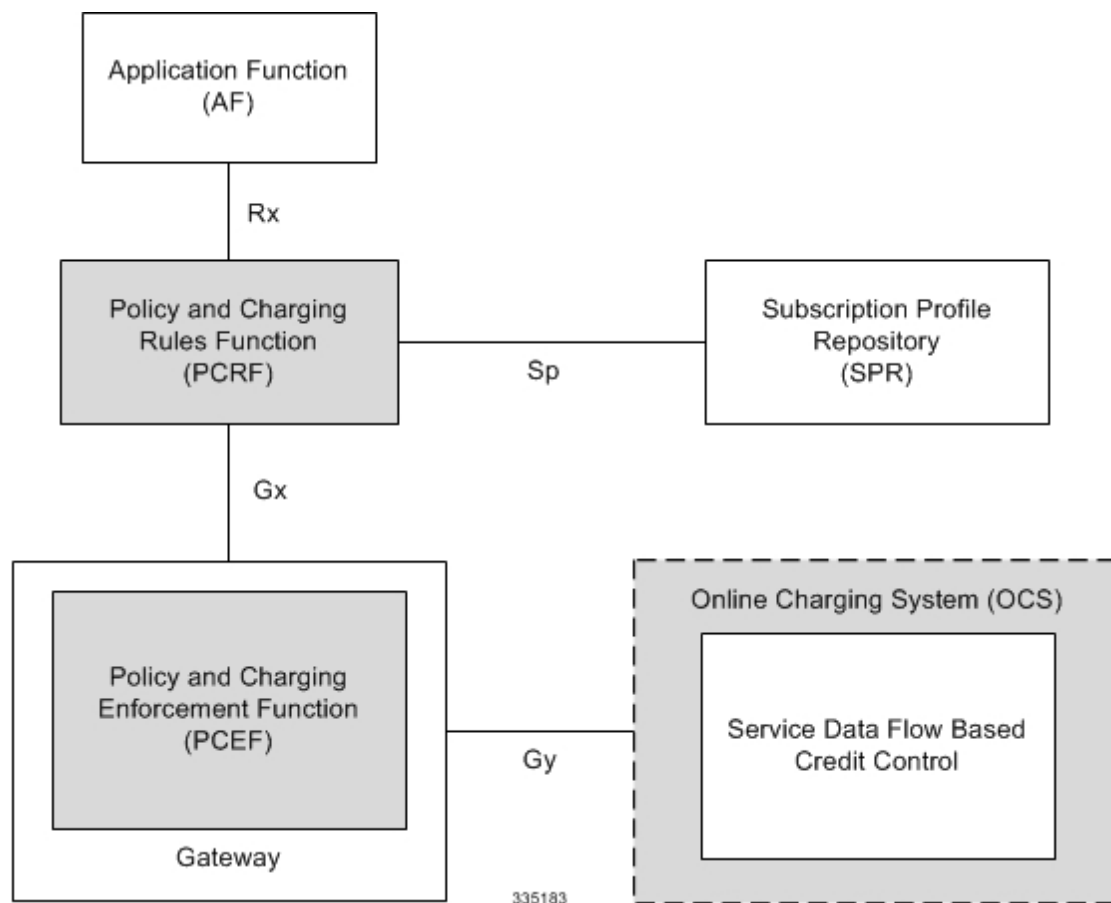 Application Function
(AF)
Rx
Policy and Charging
Rules Function
(PCRF)
Sp
Subscription Profile
Repository
(SPR)
Gx
Policy and Charging
Enforcement Function
(PCEF)
Gateway
Gy
Online Charging System (OCS)
Service Data Flow Based
Credit Control
335183